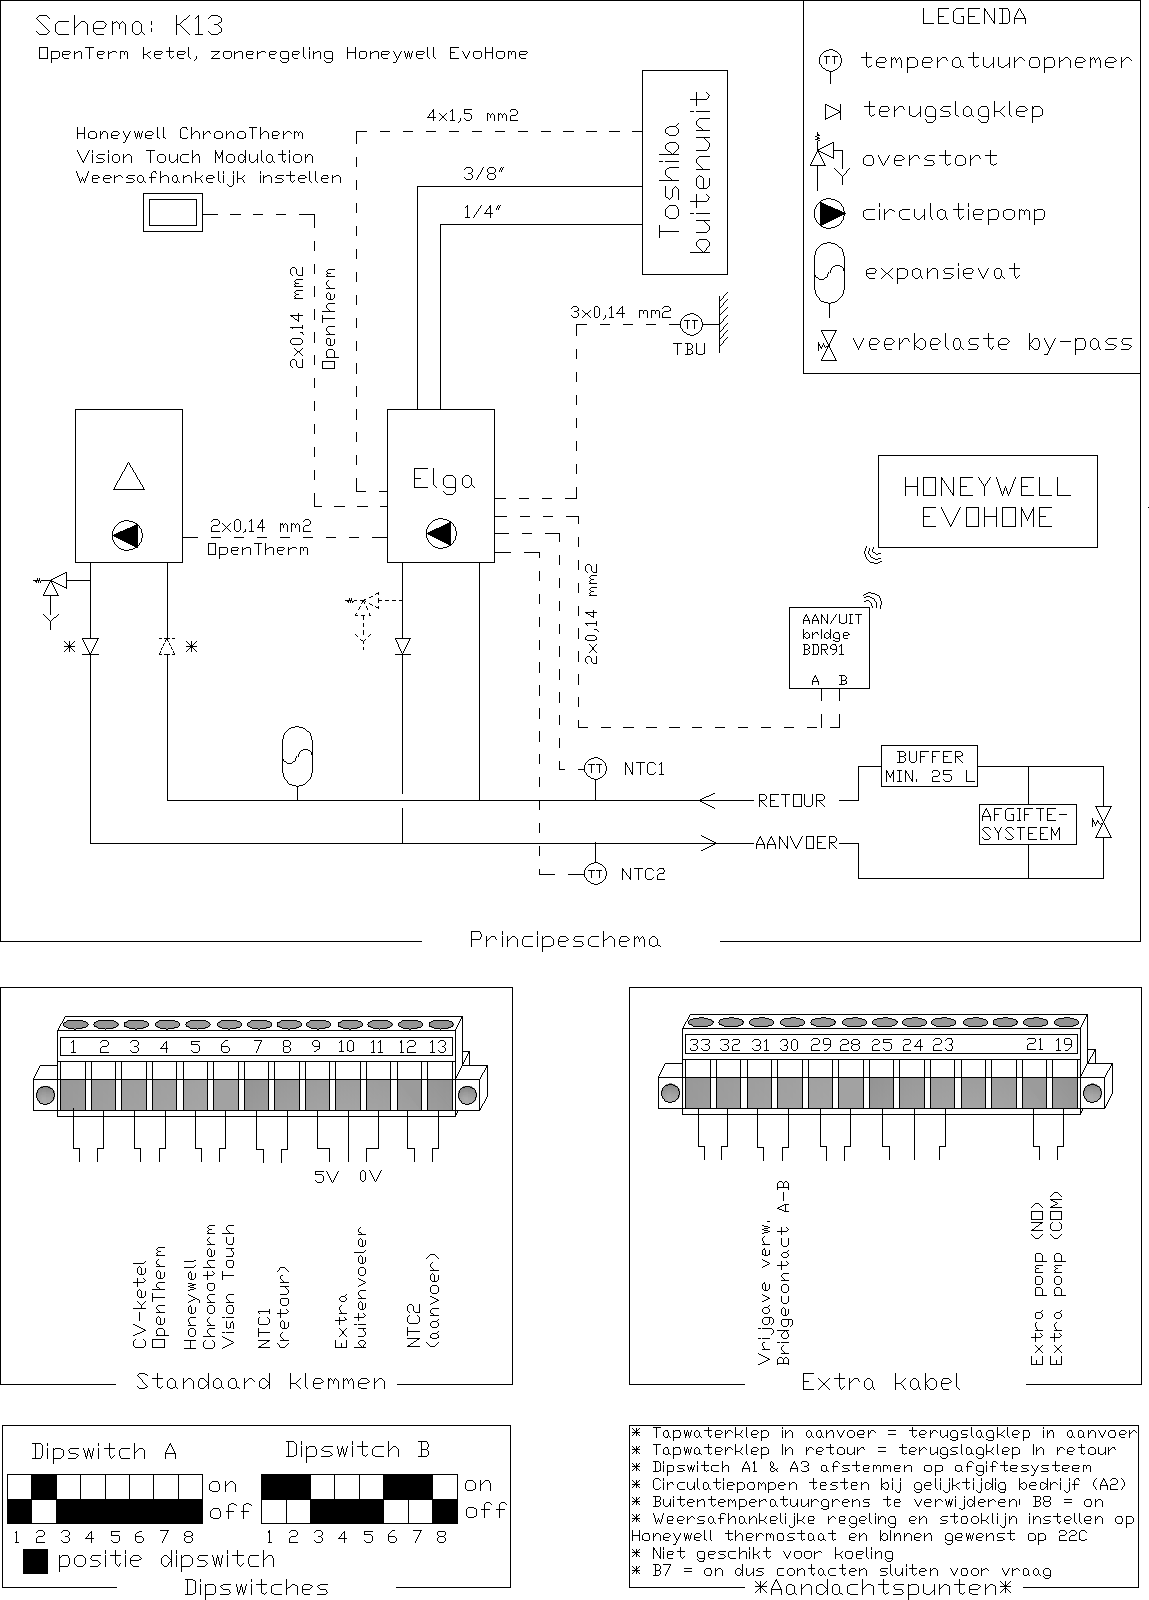 Schema: K13
OpenTerm ketel, zoneregeling Honeywell EvoHome
LEGENDA
TT temperatuuropnemer
terugslagklep
overstort
circulatiepomp
expansievat
veerbelaste by-pass
Honeywell ChronoTherm
Vision Touch Modulation
Weersafhankelijk instellen
4x1,5 mm2
3/8"
1/4"
Toshiba
buitenunit
2x0,14 mm2
OpenTherm
3x0,14 mm2
TT
TBU
Elga
2x0,14 mm2
OpenTherm
HONEYWELL
EVOHOME
2x0,14 mm2
AAN/UIT
bridge
BDR91
A B
*
*
TT NTC1
BUFFER
MIN. 25 L
RETOUR
AFGIFTE-
SYSTEEM
AANVOER
TT NTC2
Principeschema
1 2 3 4 5 6 7 8 9 10 11 12 13
5V 0V
CV-ketel
OpenTherm
Honeywell
Chronotherm
Vision Touch
NTC1
(retour)
Extra
buitenvoeler
NTC2
(aanvoer)
Standaard klemmen
33 32 31 30 29 28 25 24 23 21 19
Vrijgave verw.
Bridgecontact A-B
Extra pomp (NO)
Extra pomp (COM)
Extra kabel
Dipswitch A
on
off
1 2 3 4 5 6 7 8
Dipswitch B
on
off
1 2 3 4 5 6 7 8
positie dipswitch
Dipswitches
* Tapwaterklep in aanvoer = terugslagklep in aanvoer
* Tapwaterklep In retour = terugslagklep In retour
* Dipswitch A1 & A3 afstemmen op afgiftesysteem
* Circulatiepompen testen bij gelijktijdig bedrijf (A2)
* Buitentemperatuurgrens te verwijderen! B8 = on
* Weersafhankelijke regeling en stooklijn instellen op
Honeywell thermostaat en binnen gewenst op 22C
* Niet geschikt voor koeling
* B7 = on dus contacten sluiten voor vraag
*Aandachtspunten*